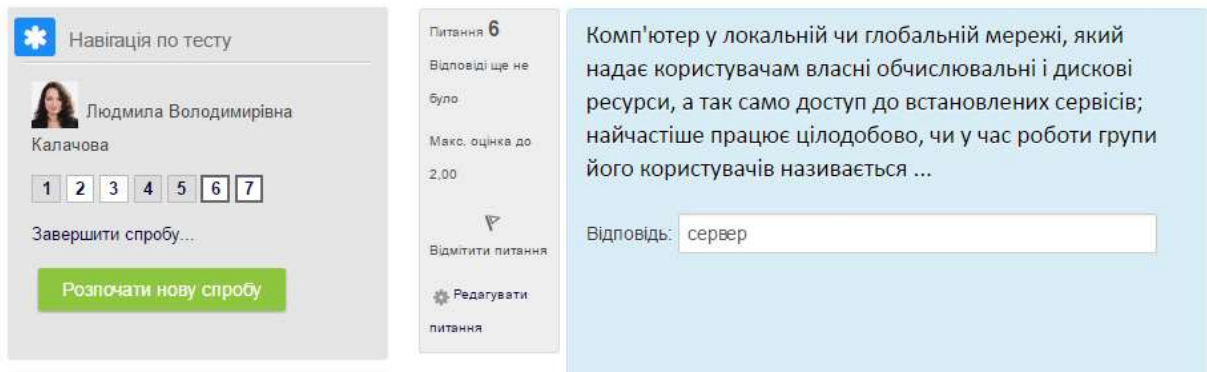 Навігація по тесту
Людмила Володимирівна
Калачова
1 2 3 4 5 6 7
Завершити спробу...
Розпочати нову спробу
Питання 6
Відповіді ще не
було
Макс. оцінка до
2,00
Відмітити питання
Редагувати
питання
Комп'ютер у локальній чи глобальній мережі, який
надає користувачам власні обчислювальні і дискові
ресурси, а так само доступ до встановлених сервісів;
найчастіше працює цілодобово, чи у час роботи групи
його користувачів називається ...
Відповідь: сервер